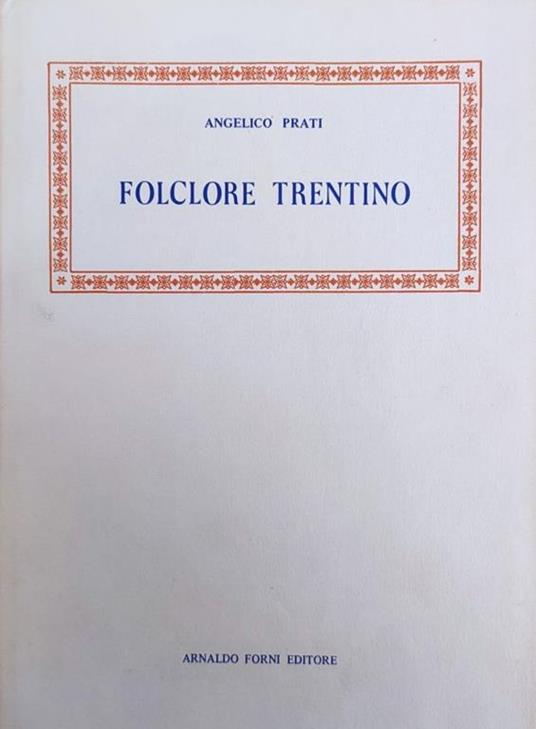 ANGELICO PRATI
FOLCLORE TRENTINO
ARNALDO FORNI EDITORE